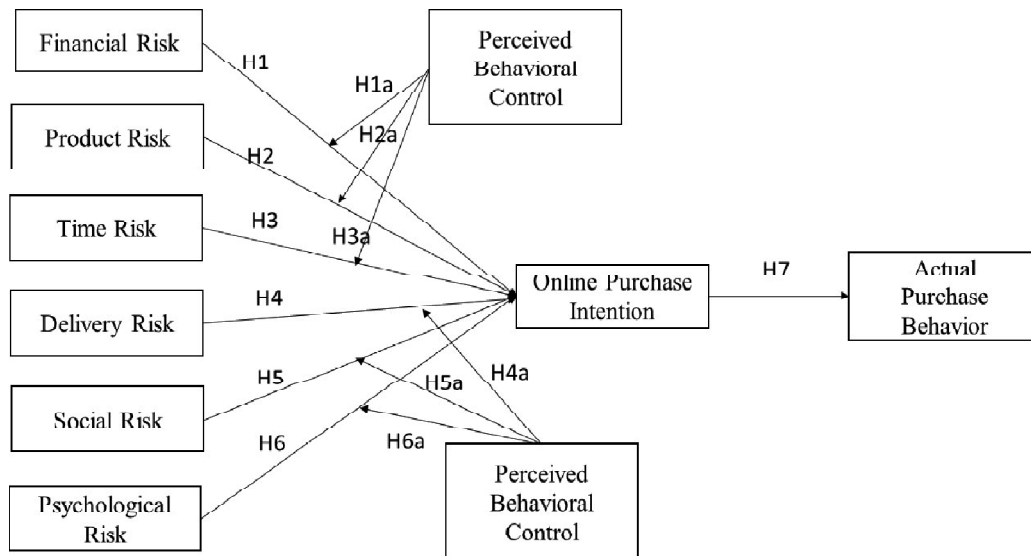 Financial Risk
H1
Perceived
Behavioral
Control
H1a
Product Risk
H2
H2a
Time Risk
H3
H3a
Online Purchase
Intention
H7
Actual
Purchase
Behavior
Delivery Risk
H4
H4a
Social Risk
H5
H5a
H6
H6a
Psychological
Risk
Perceived
Behavioral
Control